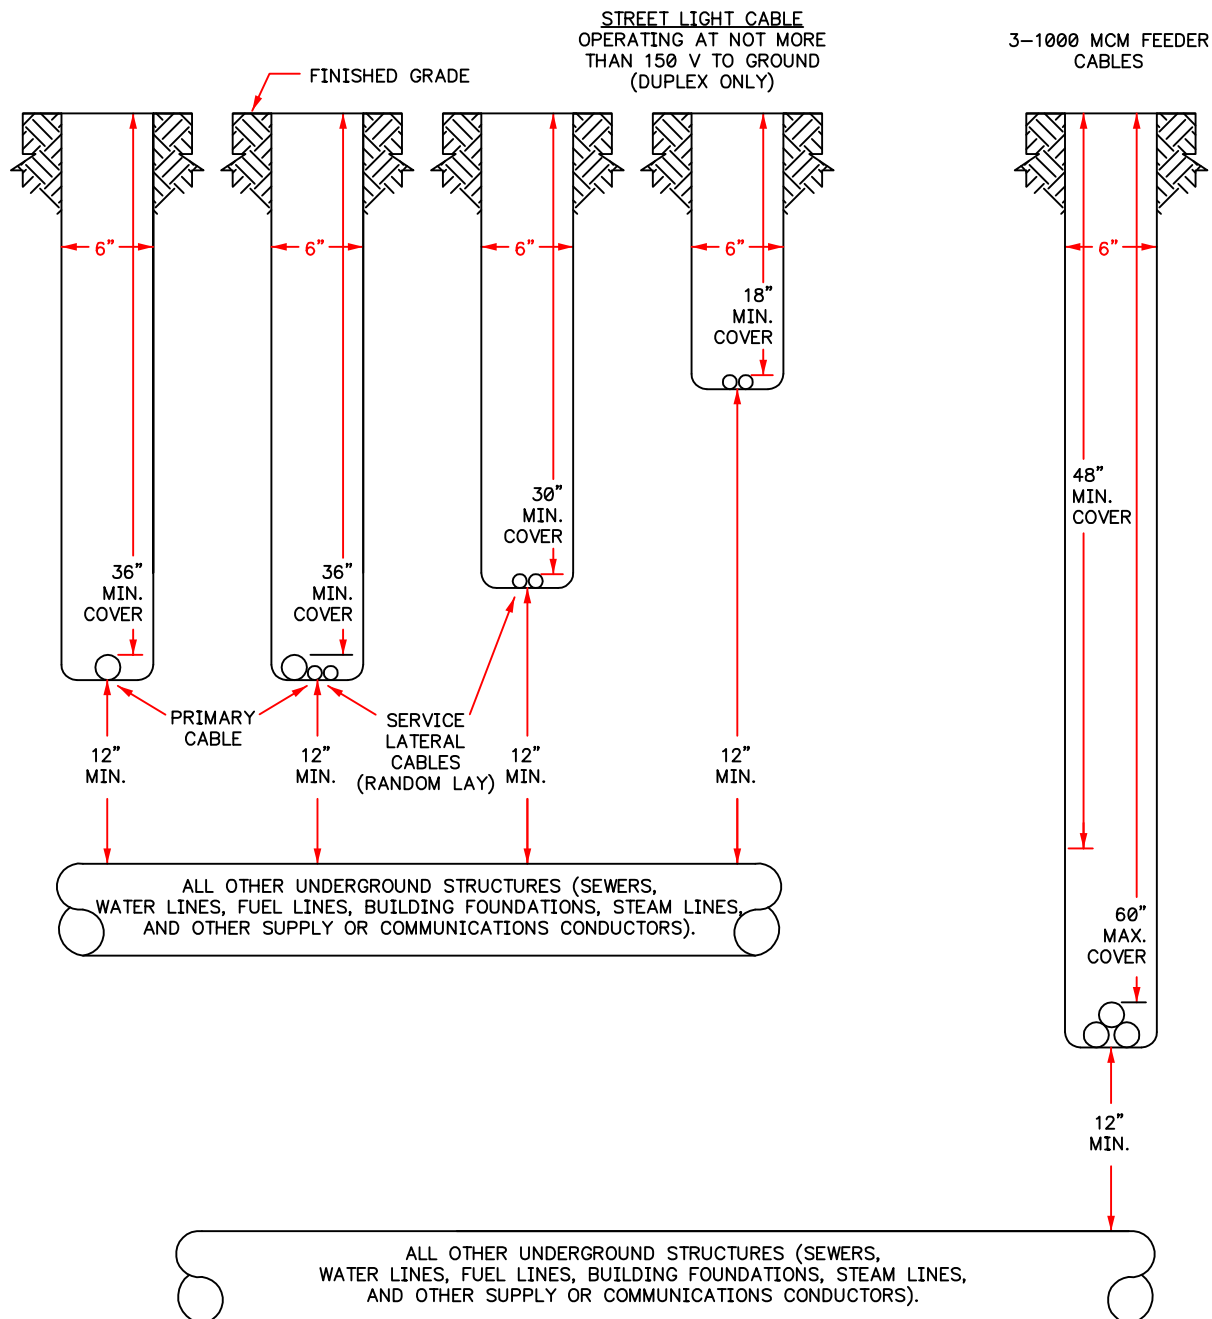 STREET LIGHT CABLE
OPERATING AT NOT MORE
THAN 150 V TO GROUND
(DUPLEX ONLY)
3-1000 MCM FEEDER
CABLES
FINISHED GRADE
6"
6"
6"
6"
6"
18"
MIN.
COVER
48"
MIN.
COVER
30"
MIN.
COVER
36"
MIN.
COVER
36"
MIN.
COVER
PRIMARY
CABLE
SERVICE
LATERAL
CABLES
(RANDOM LAY)
12"
MIN.
12"
MIN.
12"
MIN.
12"
MIN.
ALL OTHER UNDERGROUND STRUCTURES (SEWERS,
WATER LINES, FUEL LINES, BUILDING FOUNDATIONS, STEAM LINES,
AND OTHER SUPPLY OR COMMUNICATIONS CONDUCTORS).
60"
MAX.
COVER
12"
MIN.
ALL OTHER UNDERGROUND STRUCTURES (SEWERS,
WATER LINES, FUEL LINES, BUILDING FOUNDATIONS, STEAM LINES,
AND OTHER SUPPLY OR COMMUNICATIONS CONDUCTORS).